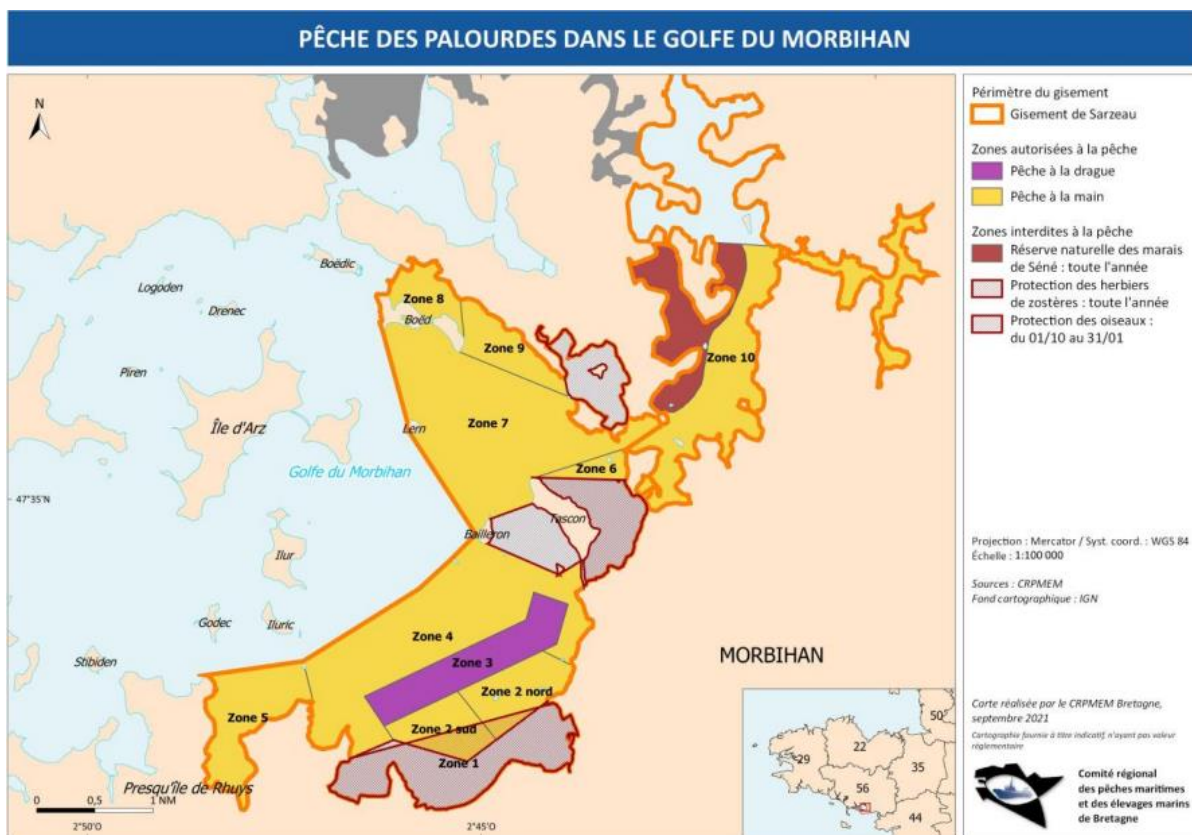 PÊCHE DES PALOURDES DANS LE GOLFE DU MORBIHAN
N
Boëdic
Logoden
Drenec
Piren
Île d'Arz
Golfe du Morbihan
47°35'N
Ilur
Godec
Iluric
Stibiden
Zone 8
Boëd
Zone 9
Zone 10
Lern
Zone 7
Zone 6
Tascon
Bailleron
Zone 4
Zone 3
Zone 2 nord
Zone 2 sud
Zone 5
Zone 1
MORBIHAN
Presqu'île de Rhuys
0 0,5 1 NM
2°50'O 2°45'O
50
22
29
35
56
44
Périmètre du gisement
Gisement de Sarzeau
Zones autorisées à la pêche
Pêche à la drague
Pêche à la main
Zones interdites à la pêche
Réserve naturelle des marais
de Séné : toute l'année
Protection des herbiers
de zostères : toute l'année
Protection des oiseaux :
du 01/10 au 31/01
Projection : Mercator / Syst. coord. : WGS 84
Échelle : 1:100 000
Sources : CRPMEM
Fond cartographique : IGN
Carte réalisée par le CRPMEM Bretagne,
septembre 2021
Cartographie fournie à titre indicatif, n'ayant pas valeur
réglementaire
Comité régional
des pêches maritimes
et des élevages marins
de Bretagne